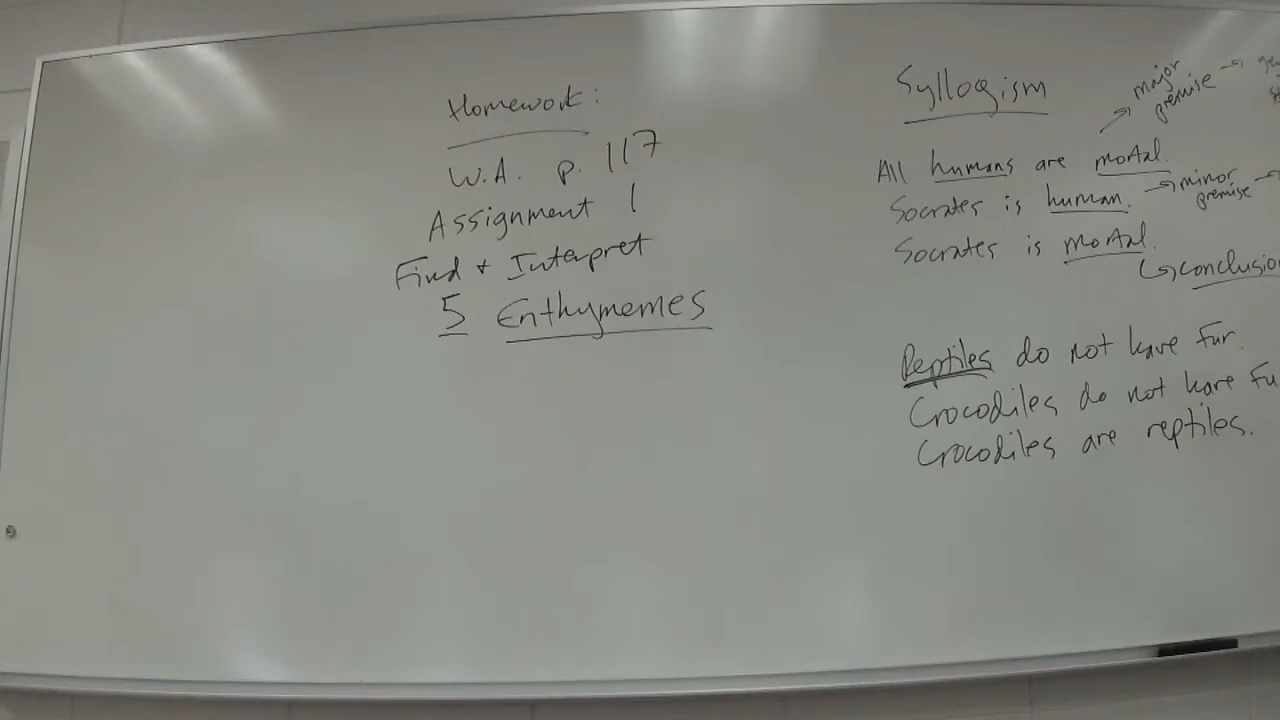 Homework:
W.A. p. 117
Assignment 1
Find + Interpret
5 Enthymemes
Syllogism
major
premise →
All humans are mortal.
Socrates is human. → minor
premise →
Socrates is mortal.
↳ conclusion
Reptiles do not have fur.
Crocodiles do not have fu
Crocodiles are reptiles.